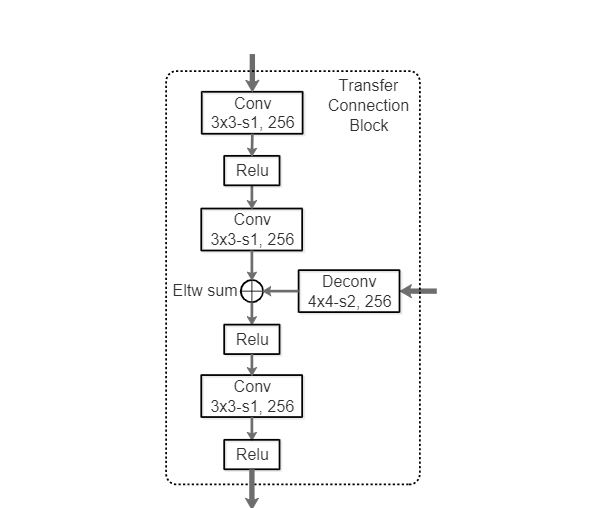 Transfer
Connection
Block
Conv
3x3-s1, 256
Relu
Conv
3x3-s1, 256
Eltw sum
Deconv
4x4-s2, 256
Relu
Conv
3x3-s1, 256
Relu